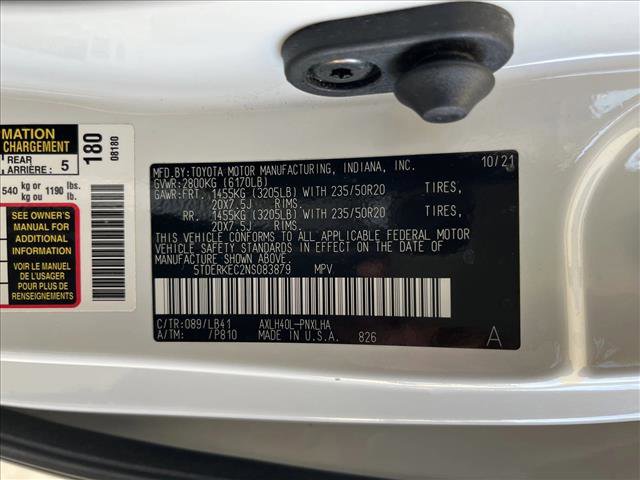 MATION
CHARGEMENT
REAR
ARRIÈRE: 5
180
08180
540 kg or/kg ou 1190 lbs./lb.
SEE OWNER'S
MANUAL FOR
ADDITIONAL
INFORMATION
VOIR LE MANUEL
DE L'USAGER
POUR PLUS DE
RENSEIGNEMENTS
MFD.BY:TOYOTA MOTOR MANUFACTURING, INDIANA, INC. 10/21
GVWR:2800KG (6170LB)
GAWR:FRT. 1455KG (3205LB) WITH 235/50R20 TIRES,
20X7.5J RIMS.
RR. 1455KG (3205LB) WITH 235/50R20 TIRES,
20X7.5J RIMS.
THIS VEHICLE CONFORMS TO ALL APPLICABLE FEDERAL MOTOR
VEHICLE SAFETY STANDARDS IN EFFECT ON THE DATE OF
MANUFACTURE SHOWN ABOVE.
5TDERKEC2NS083879 MPV
C/TR:089/LB41 AXLH40L-PNXLHA
A/TM: /P810 MADE IN U.S.A. 826 A